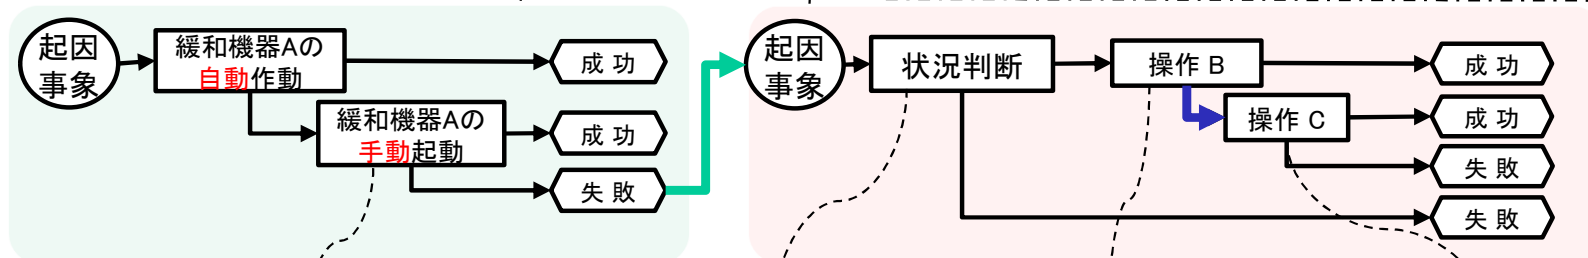 起因
事象
緩和機器Aの
自動作動
成 功
緩和機器Aの
手動起動
成 功
失 敗
起因
事象
状況判断
操作 B
成 功
操作 C
成 功
失 敗
失 敗